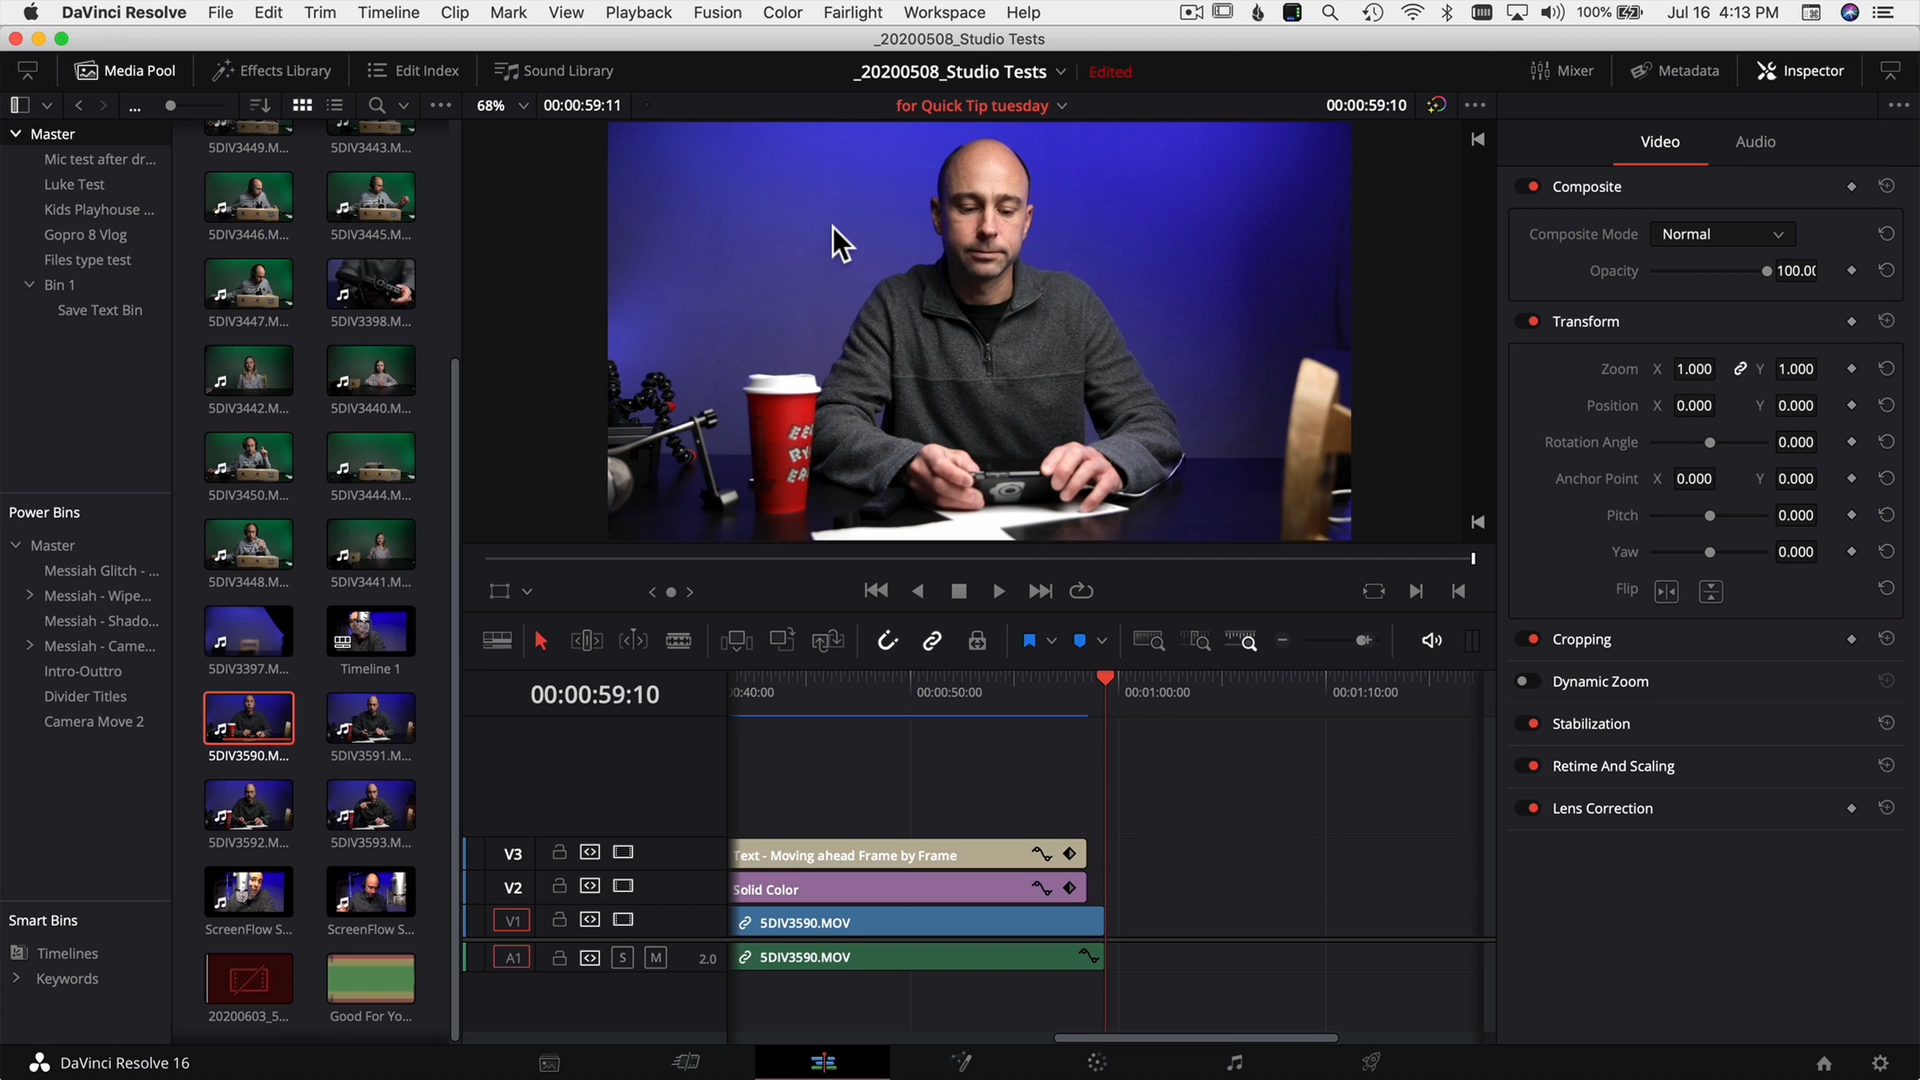 DaVinci Resolve File Edit Trim Timeline Clip Mark View Playback Fusion Color Fairlight Workspace Help 100% Jul 16 4:13 PM
_20200508_Studio Tests
Media Pool Effects Library Edit Index Sound Library _20200508_Studio Tests Edited Mixer Metadata Inspector
... 68% 00:00:59:11 for Quick Tip tuesday 00:00:59:10
Master
Mic test after dr...
Luke Test
Kids Playhouse ...
Gopro 8 Vlog
Files type test
Bin 1
Save Text Bin
Power Bins
Master
Messiah Glitch - ...
Messiah - Wipe...
Messiah - Shado...
Messiah - Came...
Intro-Outtro
Divider Titles
Camera Move 2
Smart Bins
Timelines
Keywords
5DIV3449.M... 5DIV3443.M...
5DIV3446.M... 5DIV3445.M...
5DIV3447.M... 5DIV3398.M...
5DIV3442.M... 5DIV3440.M...
5DIV3450.M... 5DIV3444.M...
5DIV3448.M... 5DIV3441.M...
5DIV3397.M... Timeline 1
5DIV3590.M... 5DIV3591.M...
5DIV3592.M... 5DIV3593.M...
ScreenFlow S... ScreenFlow S...
20200603_5... Good For Yo...
00:00:59:10 00:00:50:00 00:01:00:00 00:01:10:00
V3 Text - Moving ahead Frame by Frame
V2 Solid Color
V1 5DIV3590.MOV
A1 S M 2.0 5DIV3590.MOV
Video Audio
Composite
Composite Mode Normal
Opacity 100.00
Transform
Zoom X 1.000 Y 1.000
Position X 0.000 Y 0.000
Rotation Angle 0.000
Anchor Point X 0.000 Y 0.000
Pitch 0.000
Yaw 0.000
Flip
Cropping
Dynamic Zoom
Stabilization
Retime And Scaling
Lens Correction
DaVinci Resolve 16